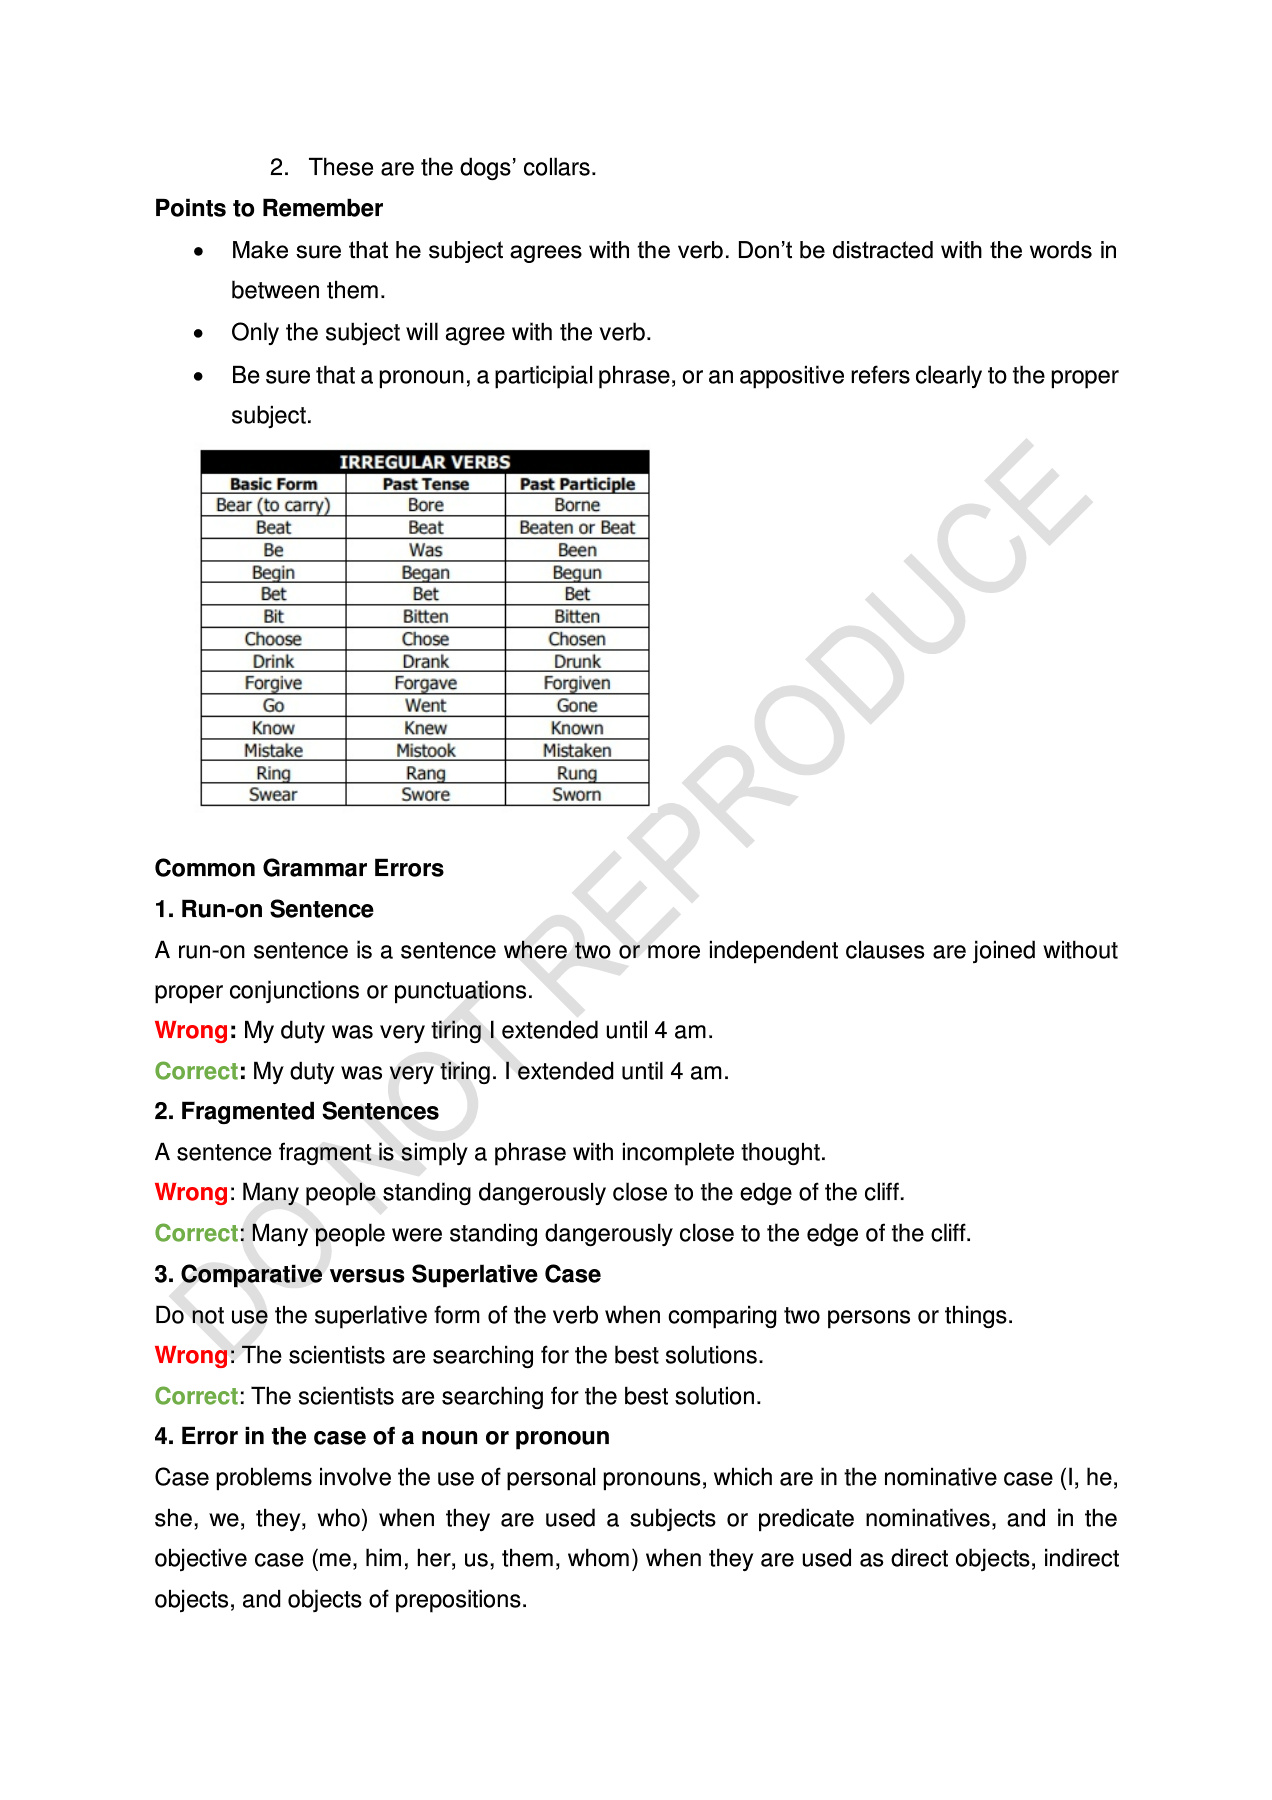 2. These are the dogs’ collars.
Points to Remember
• Make sure that he subject agrees with the verb. Don’t be distracted with the words in
between them.
• Only the subject will agree with the verb.
• Be sure that a pronoun, a participial phrase, or an appositive refers clearly to the proper
subject.
IRREGULAR VERBS
Basic Form Past Tense Past Participle
Bear (to carry) Bore Borne
Beat Beat Beaten or Beat
Be Was Been
Begin Began Begun
Bet Bet Bet
Bit Bitten Bitten
Choose Chose Chosen
Drink Drank Drunk
Forgive Forgave Forgiven
Go Went Gone
Know Knew Known
Mistake Mistook Mistaken
Ring Rang Rung
Swear Swore Sworn
Common Grammar Errors
1. Run-on Sentence
A run-on sentence is a sentence where two or more independent clauses are joined without
proper conjunctions or punctuations.
Wrong: My duty was very tiring I extended until 4 am.
Correct: My duty was very tiring. I extended until 4 am.
2. Fragmented Sentences
A sentence fragment is simply a phrase with incomplete thought.
Wrong: Many people standing dangerously close to the edge of the cliff.
Correct: Many people were standing dangerously close to the edge of the cliff.
3. Comparative versus Superlative Case
Do not use the superlative form of the verb when comparing two persons or things.
Wrong: The scientists are searching for the best solutions.
Correct: The scientists are searching for the best solution.
4. Error in the case of a noun or pronoun
Case problems involve the use of personal pronouns, which are in the nominative case (I, he,
she, we, they, who) when they are used a subjects or predicate nominatives, and in the
objective case (me, him, her, us, them, whom) when they are used as direct objects, indirect
objects, and objects of prepositions.
DO NOT REPRODUCE